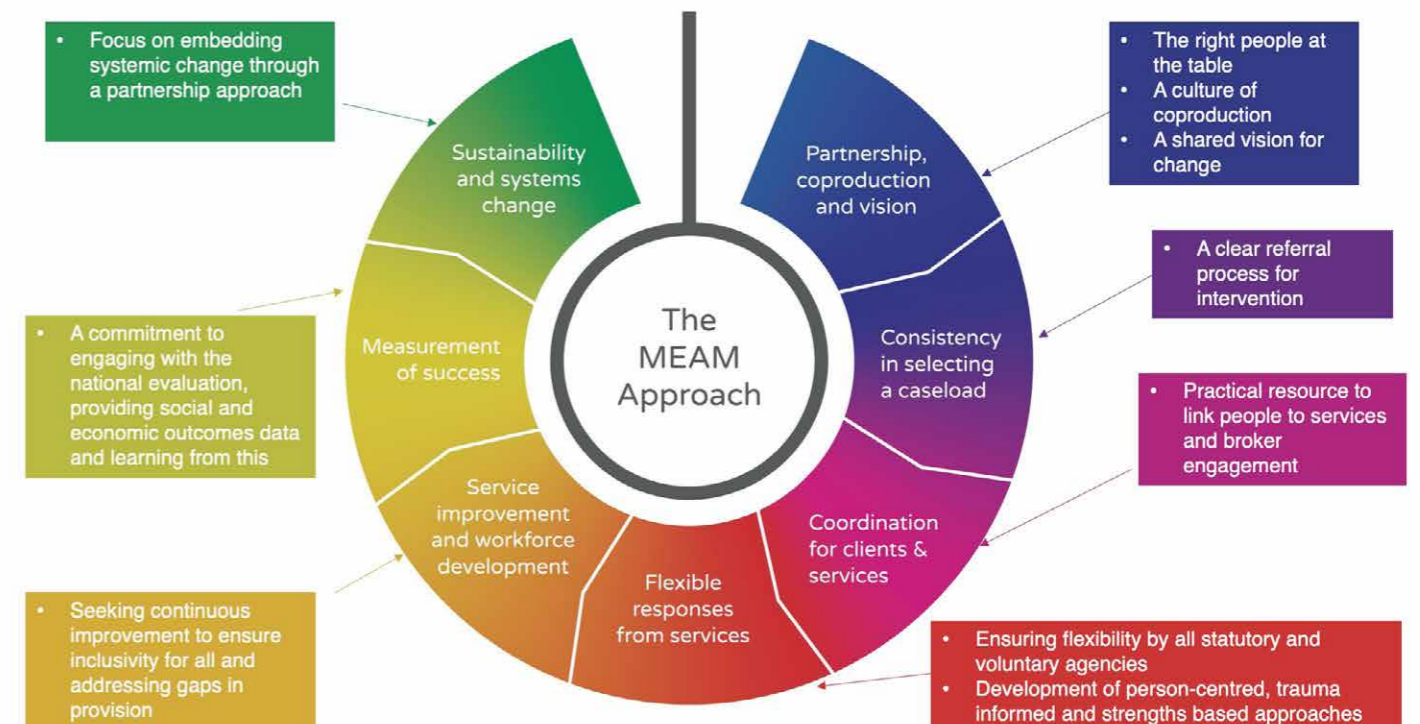 • Focus on embedding
systemic change through
a partnership approach
• The right people at
the table
• A culture of
coproduction
• A shared vision for
change
Sustainability
and systems
change
Partnership,
coproduction
and vision
• A clear referral
process for
intervention
The
MEAM
Approach
• A commitment to
engaging with the
national evaluation,
providing social and
economic outcomes data
and learning from this
Measurement
of success
Consistency
in selecting
a caseload
• Practical resource to
link people to services
and broker
engagement
Service
improvement
and workforce
development
Coordination
for clients &
services
Flexible
responses
from services
• Seeking continuous
improvement to ensure
inclusivity for all and
addressing gaps in
provision
• Ensuring flexibility by all statutory and
voluntary agencies
• Development of person-centred, trauma
informed and strengths based approaches